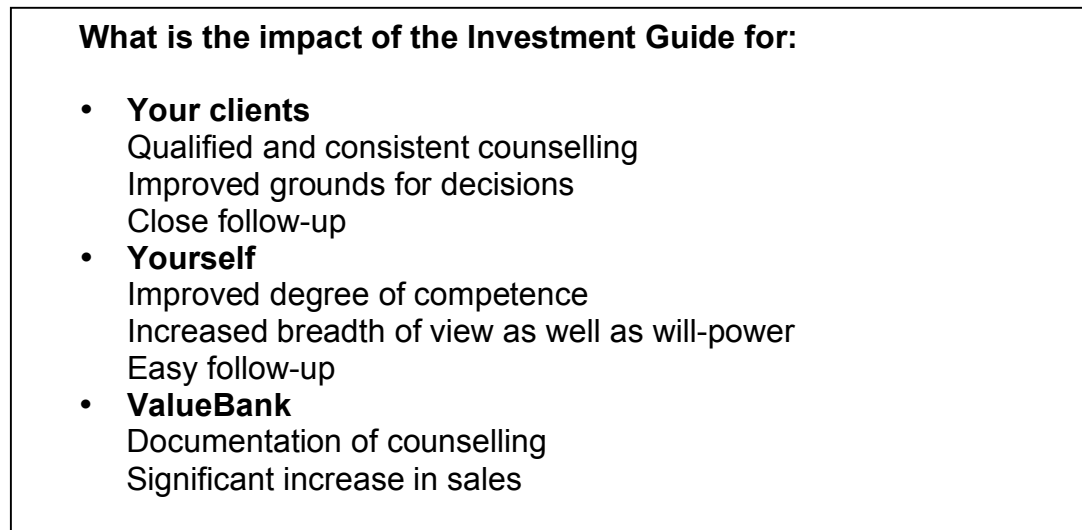 What is the impact of the Investment Guide for:
• Your clients
Qualified and consistent counselling
Improved grounds for decisions
Close follow-up
• Yourself
Improved degree of competence
Increased breadth of view as well as will-power
Easy follow-up
• ValueBank
Documentation of counselling
Significant increase in sales